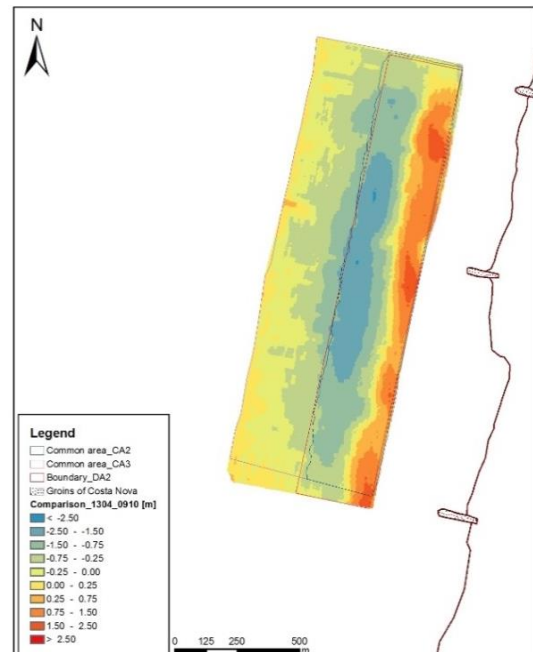 N
Legend
Common area_CA2
Common area_CA3
Boundary_DA2
Groins of Costa Nova
Comparison_1304_0910 [m]
< -2.50
-2.50 - -1.50
-1.50 - -0.75
-0.75 - -0.25
-0.25 - 0.00
0.00 - 0.25
0.25 - 0.75
0.75 - 1.50
1.50 - 2.50
> 2.50
0 125 250 500
m